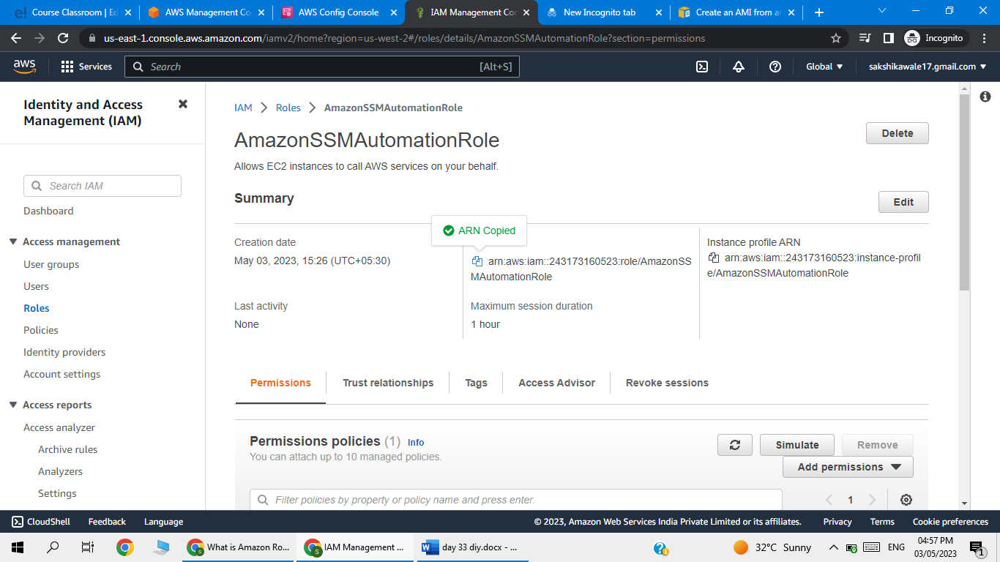 Course Classroom | Ed
AWS Management Co
AWS Config Console
IAM Management Con
New Incognito tab
Create an AMI from an
us-east-1.console.aws.amazon.com/iamv2/home?region=us-west-2#/roles/details/AmazonSSMAutomationRole?section=permissions
Incognito
aws
Services
Search
[Alt+S]
Global
sakshikawale17.gmail.com
Identity and Access
Management (IAM)
Search IAM
Dashboard
Access management
User groups
Users
Roles
Policies
Identity providers
Account settings
Access reports
Access analyzer
Archive rules
Analyzers
Settings
IAM
Roles
AmazonSSMAutomationRole
AmazonSSMAutomationRole
Delete
Allows EC2 instances to call AWS services on your behalf.
Summary
Edit
ARN Copied
Creation date
May 03, 2023, 15:26 (UTC+05:30)
arn:aws:iam::243173160523:role/AmazonSS
MAutomationRole
Instance profile ARN
arn:aws:iam::243173160523:instance-profil
e/AmazonSSMAutomationRole
Last activity
None
Maximum session duration
1 hour
Permissions
Trust relationships
Tags
Access Advisor
Revoke sessions
Permissions policies (1) Info
You can attach up to 10 managed policies.
Simulate
Remove
Add permissions
Filter policies by property or policy name and press enter.
1
CloudShell
Feedback
Language
© 2023, Amazon Web Services India Private Limited or its affiliates.
Privacy
Terms
Cookie preferences
What is Amazon Ro...
IAM Management ...
day 33 diy.docx - ...
32°C Sunny
ENG
04:57 PM
03/05/2023
1